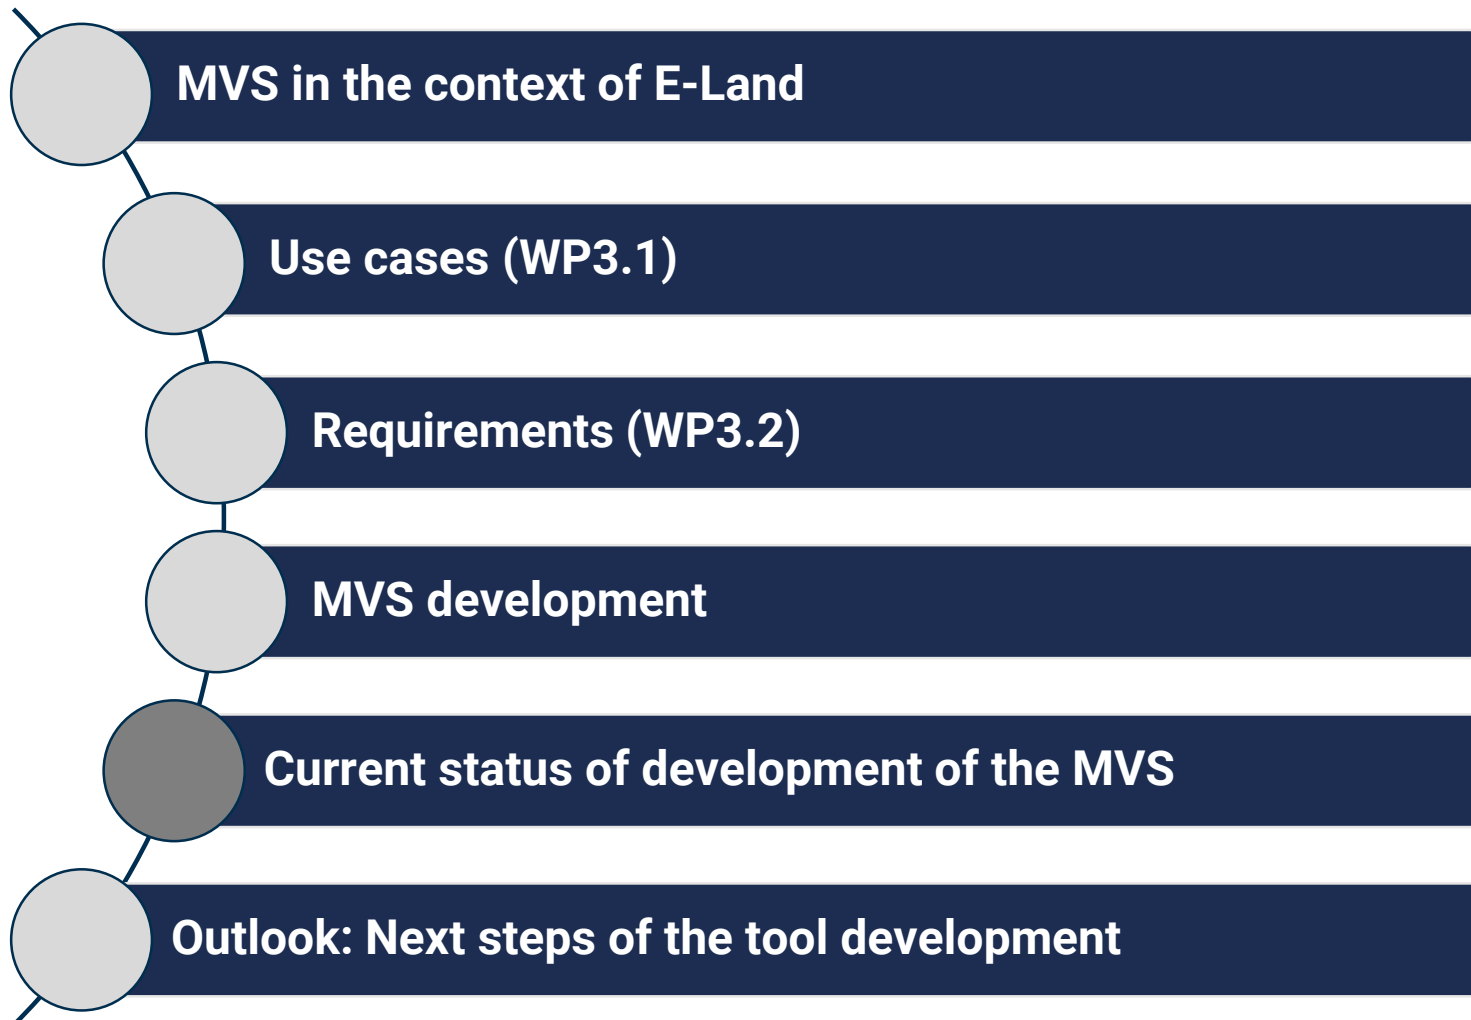 MVS in the context of E-Land
Use cases (WP3.1)
Requirements (WP3.2)
MVS development
Current status of development of the MVS
Outlook: Next steps of the tool development